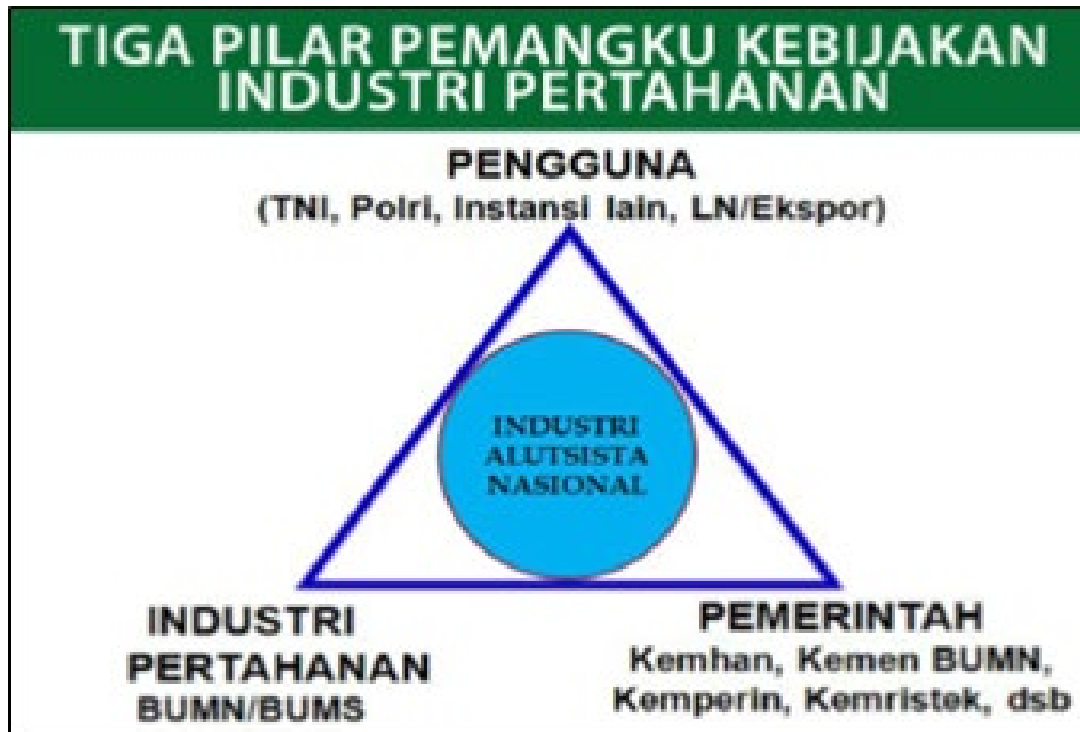 TIGA PILAR PEMANGKU KEBIJAKAN
INDUSTRI PERTAHANAN
PENGGUNA
(TNI, Polri, Instansi lain, LN/Ekspor)
INDUSTRI
ALUTSISTA
NASIONAL
INDUSTRI
PERTAHANAN
BUMN/BUMS
PEMERINTAH
Kemhan, Kemen BUMN,
Kemperin, Kemristek, dsb